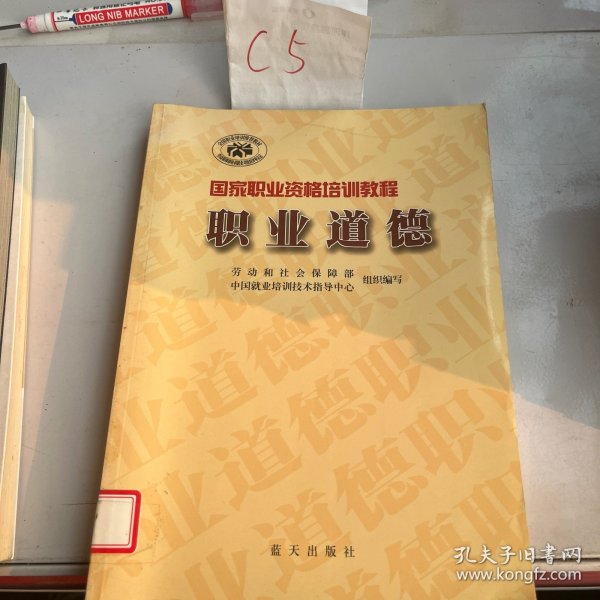 LONG NIB MARKER
C5
国家职业资格培训教程
职业道德
劳动和社会保障部
中国就业培训技术指导中心
组织编写
蓝天出版社
孔夫子旧书网
www.kongfz.com